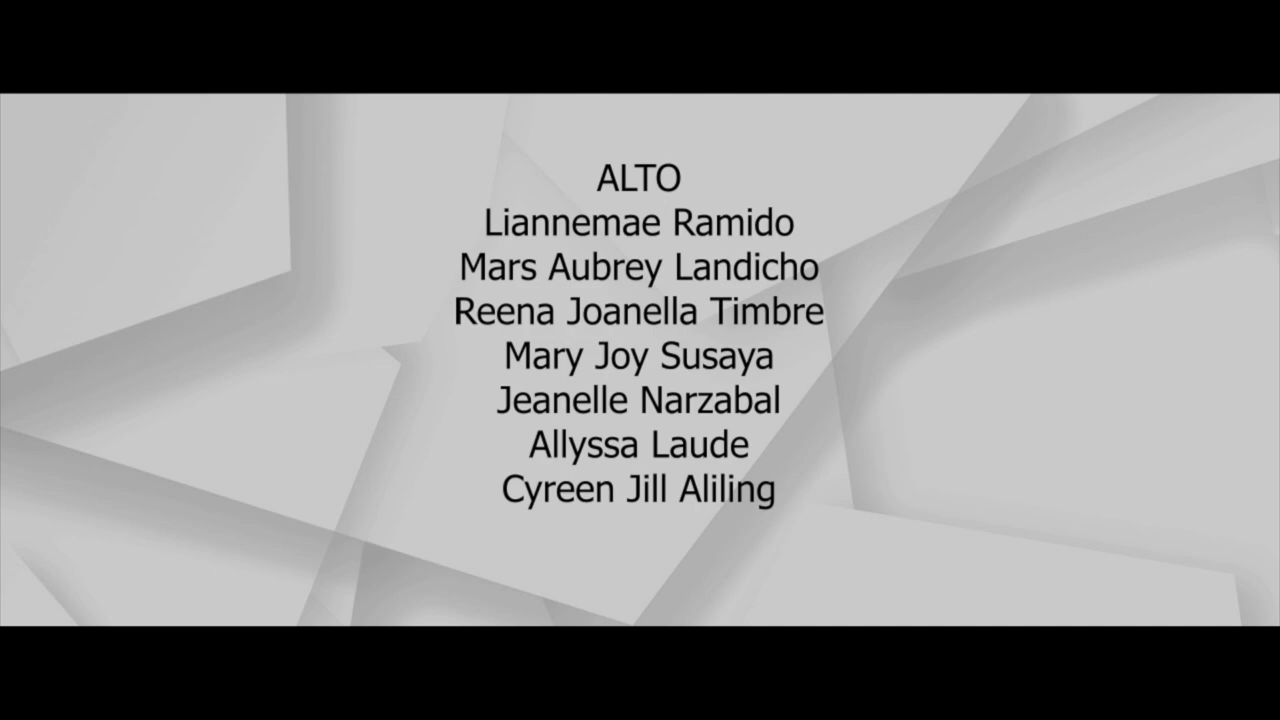 ALTO
Liannemae Ramido
Mars Aubrey Landicho
Reena Joanella Timbre
Mary Joy Susaya
Jeanelle Narzabal
Allyssa Laude
Cyreen Jill Aliling